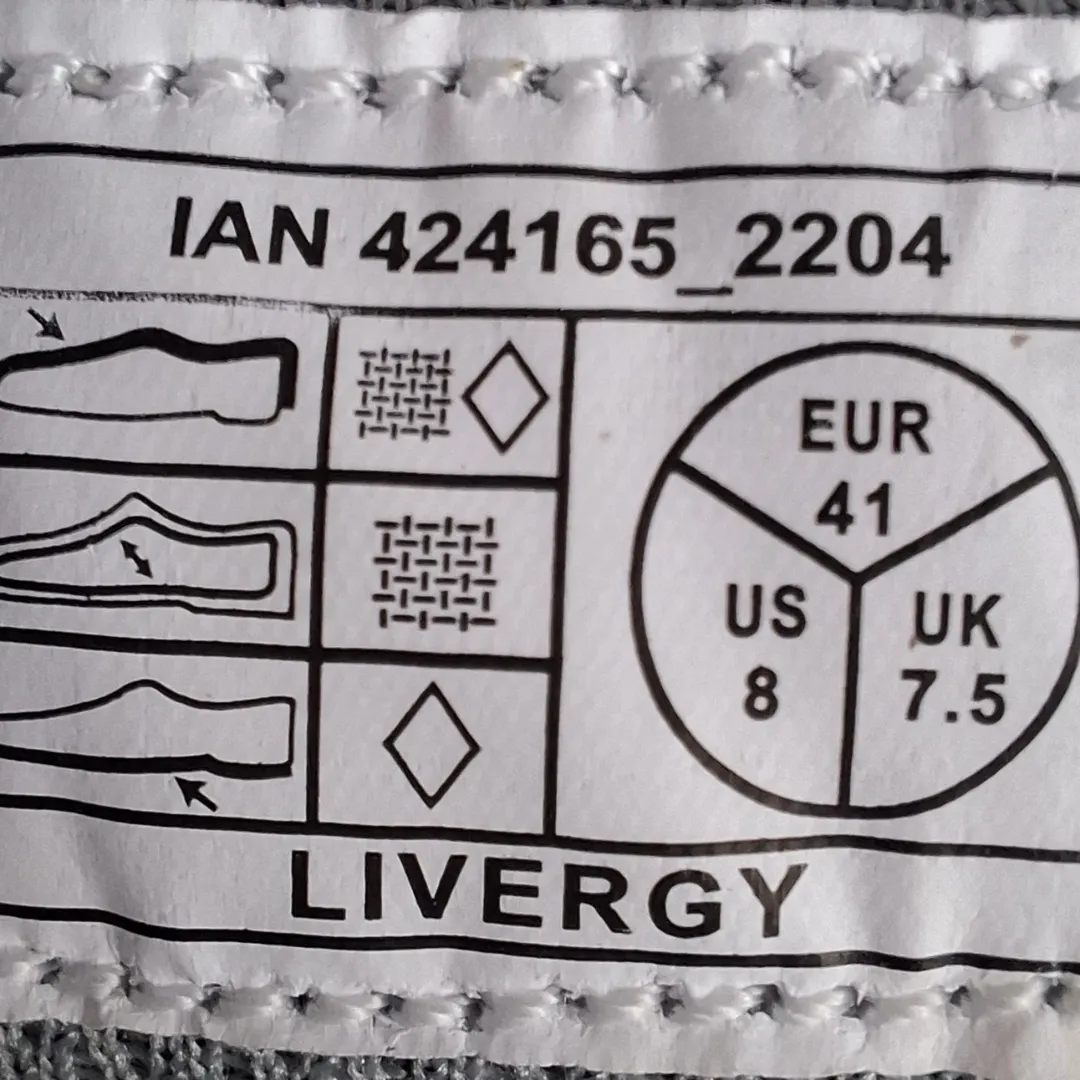 IAN 424165_2204
EUR
41
US
8
UK
7.5
LIVERGY